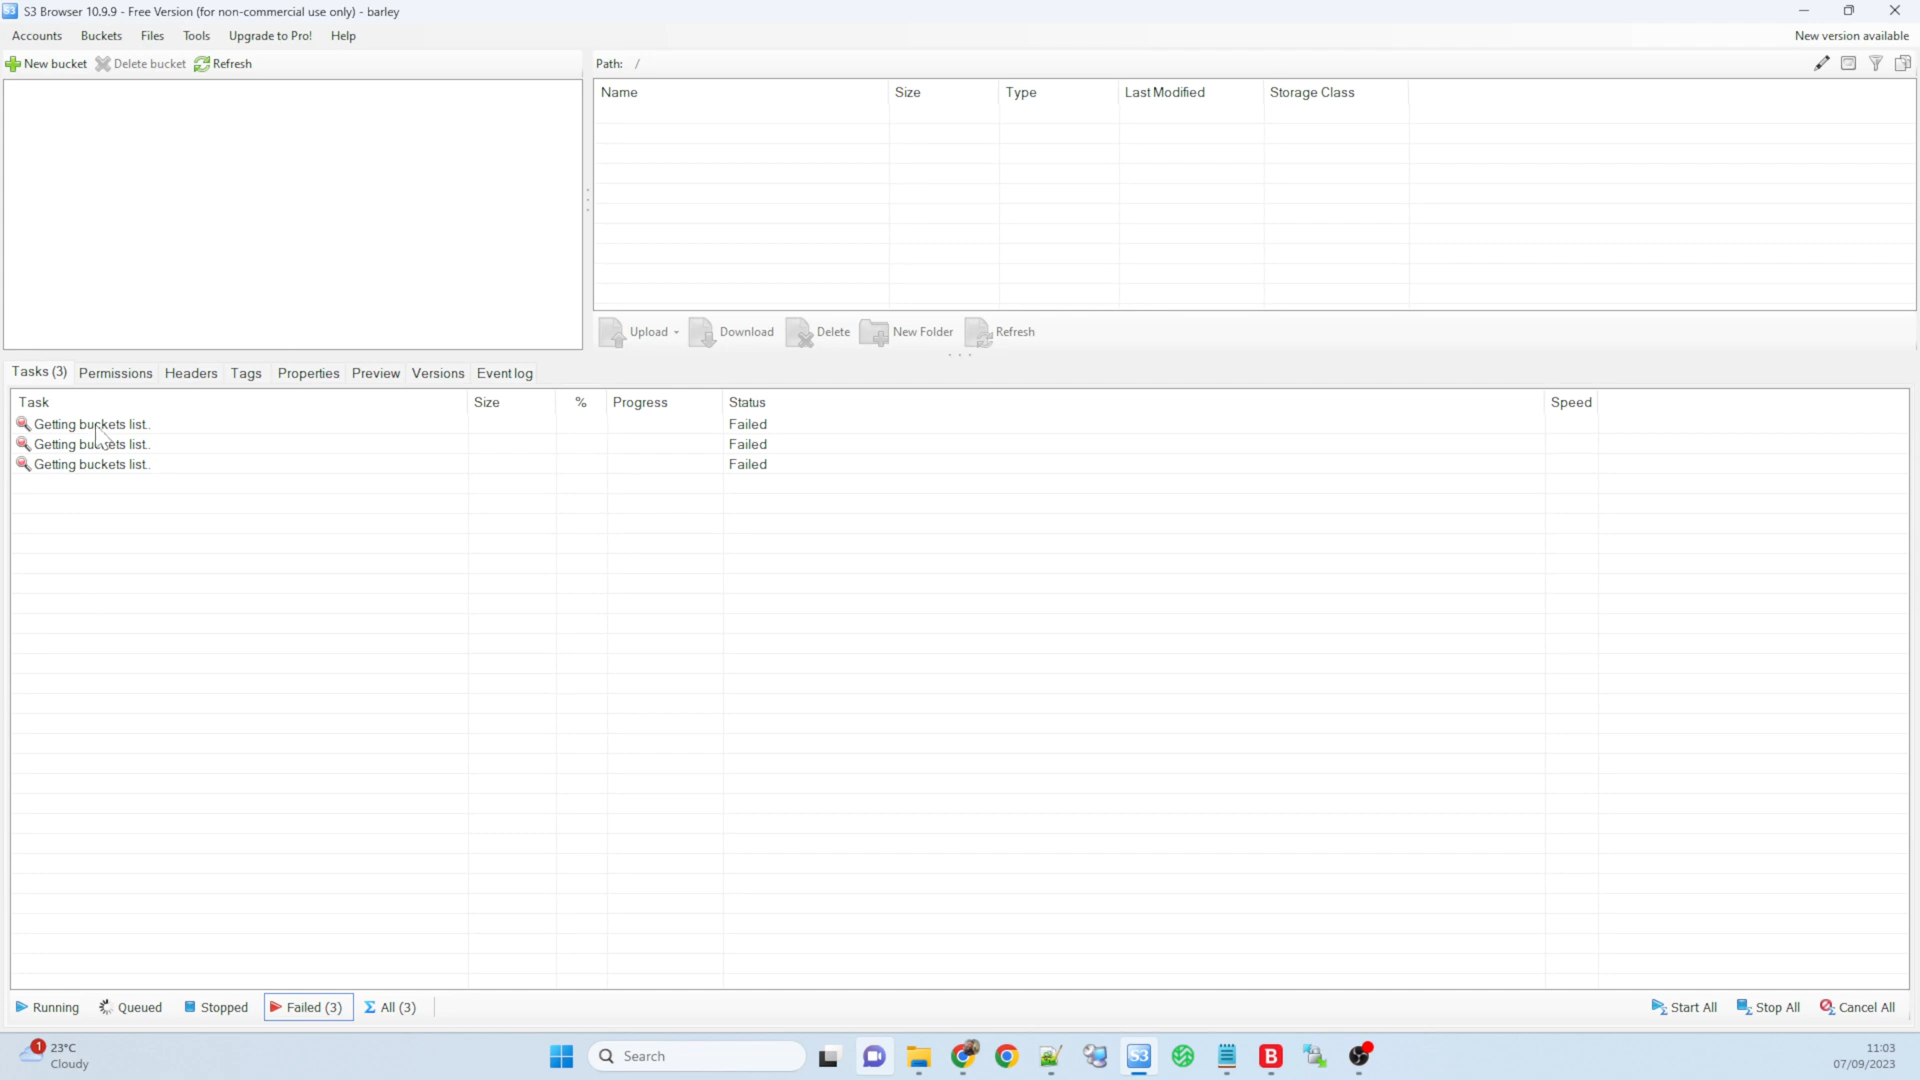 S3 Browser 10.9.9 - Free Version (for non-commercial use only) - barley
Accounts Buckets Files Tools Upgrade to Pro! Help New version available
New bucket Delete bucket Refresh Path: /
Name Size Type Last Modified Storage Class
Upload Download Delete New Folder Refresh
Tasks (3) Permissions Headers Tags Properties Preview Versions Event log
Task Size % Progress Status Speed
Getting buckets list.. Failed
Getting buckets list.. Failed
Getting buckets list.. Failed
Running Queued Stopped Failed (3) All (3) Start All Stop All Cancel All
1 23°C Search S3 B 11:03
Cloudy 07/09/2023